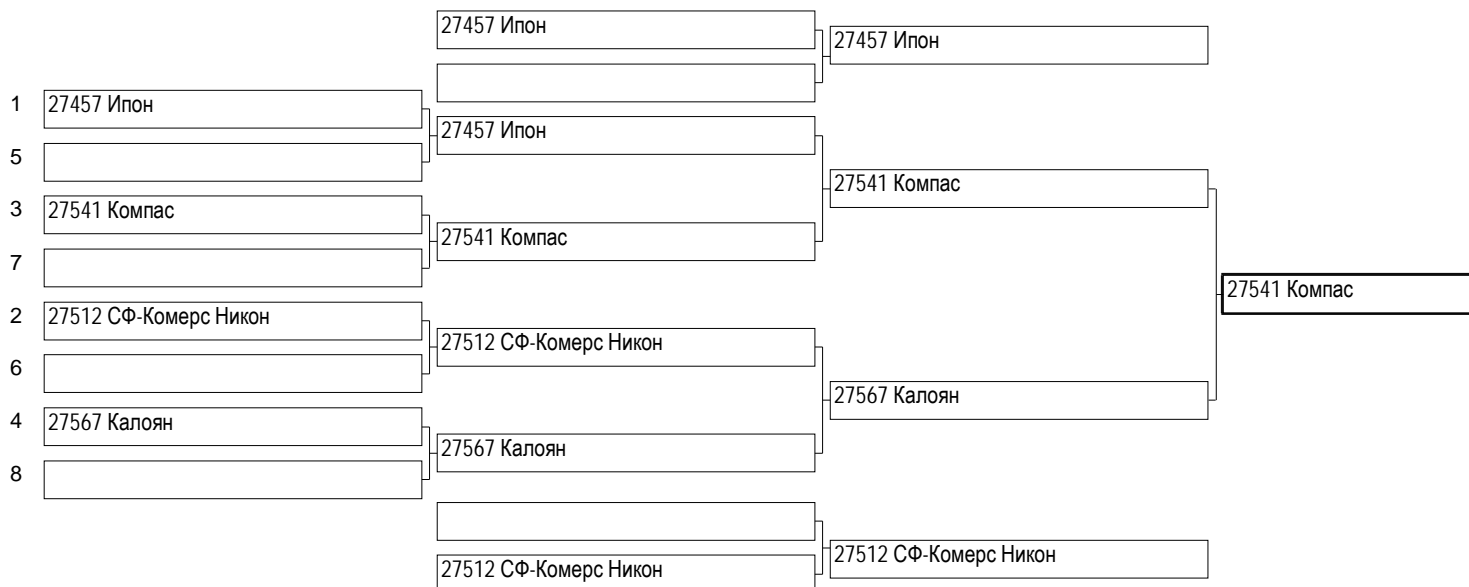 27457 Ипон
27457 Ипон
1 27457 Ипон
27457 Ипон
5
27541 Компас
3 27541 Компас
27541 Компас
7
27541 Компас
2 27512 СФ-Комерс Никон
27512 СФ-Комерс Никон
6
27567 Калоян
4 27567 Калоян
27567 Калоян
8
27512 СФ-Комерс Никон
27512 СФ-Комерс Никон